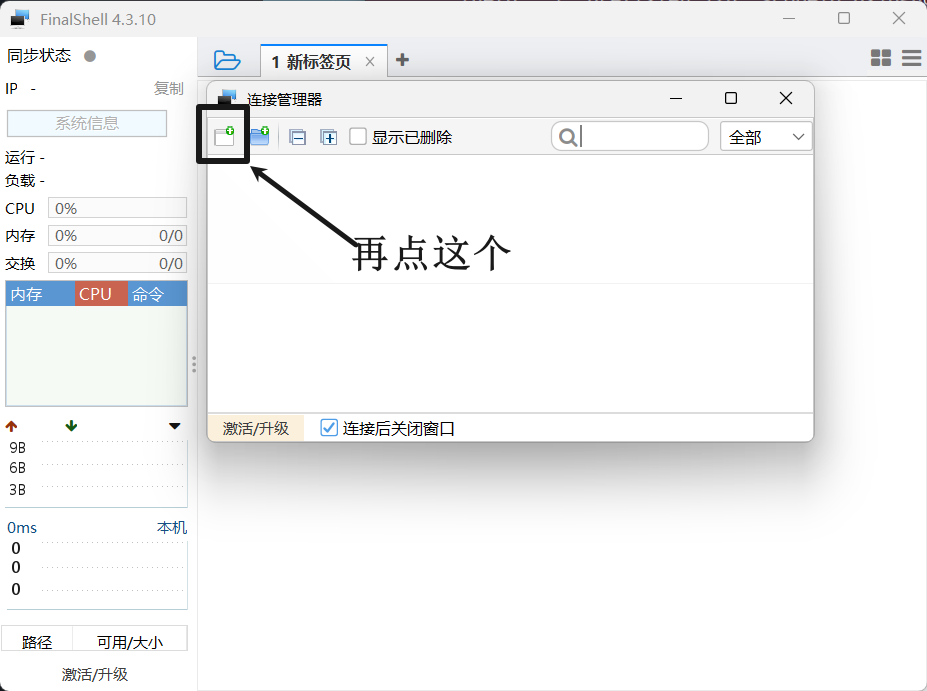 FinalShell 4.3.10
同步状态
IP -
复制
系统信息
运行 -
负载 -
CPU 0%
内存 0% 0/0
交换 0% 0/0
内存 CPU 命令
9B
6B
3B
0ms 本机
0
0
0
路径 可用/大小
激活/升级
1 新标签页
连接管理器
显示已删除
全部
再点这个
激活/升级
连接后关闭窗口